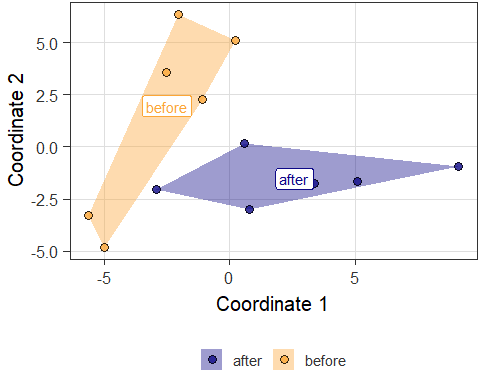 Coordinate 2
5.0
2.5
0.0
-2.5
-5.0
before
after
-5
0
5
Coordinate 1
after
before